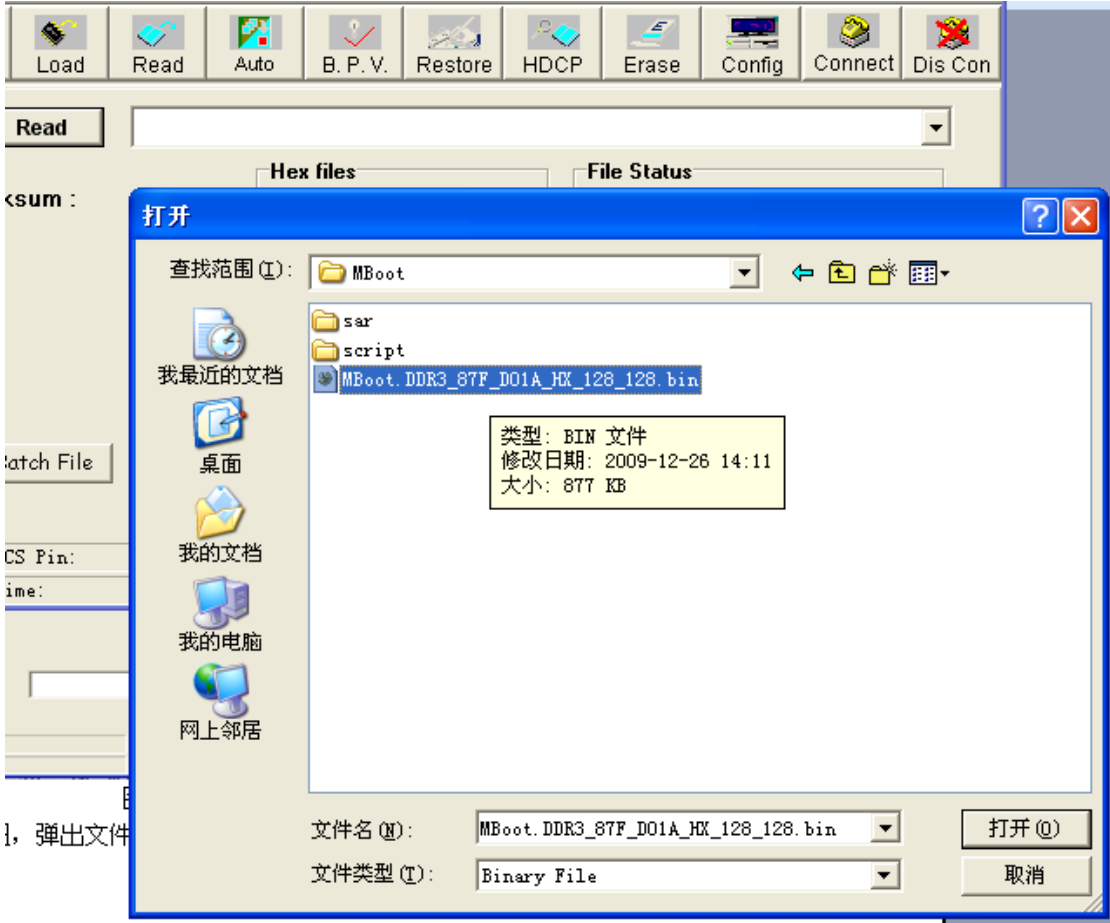 Load Read Auto B. P. V. Restore HDCP Erase Config Connect Dis Con
Read
Hex files File Status
ksum :
打开
查找范围(I): MBoot
sar
script
MBoot.DDR3_87F_D01A_HX_128_128.bin
我最近的文档
类型: BIN 文件
修改日期: 2009-12-26 14:11
大小: 877 KB
桌面
atch File
我的文档
CS Pin:
ime:
我的电脑
网上邻居
，弹出文件
文件名(N): MBoot.DDR3_87F_D01A_HX_128_128.bin 打开(O)
文件类型(T): Binary File 取消